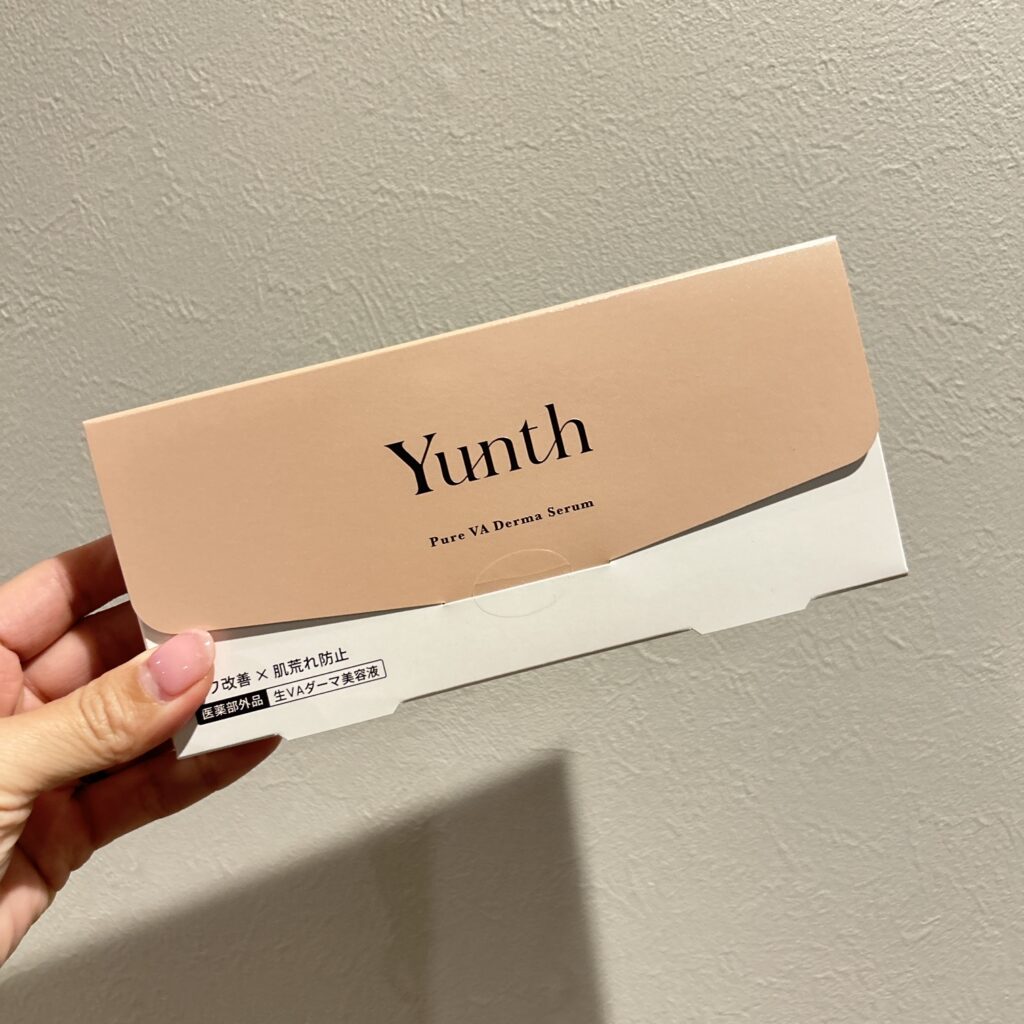 Yunth
Pure VA Derma Serum
改善 × 肌荒れ防止
医薬部外品 生VAダーマ美容液